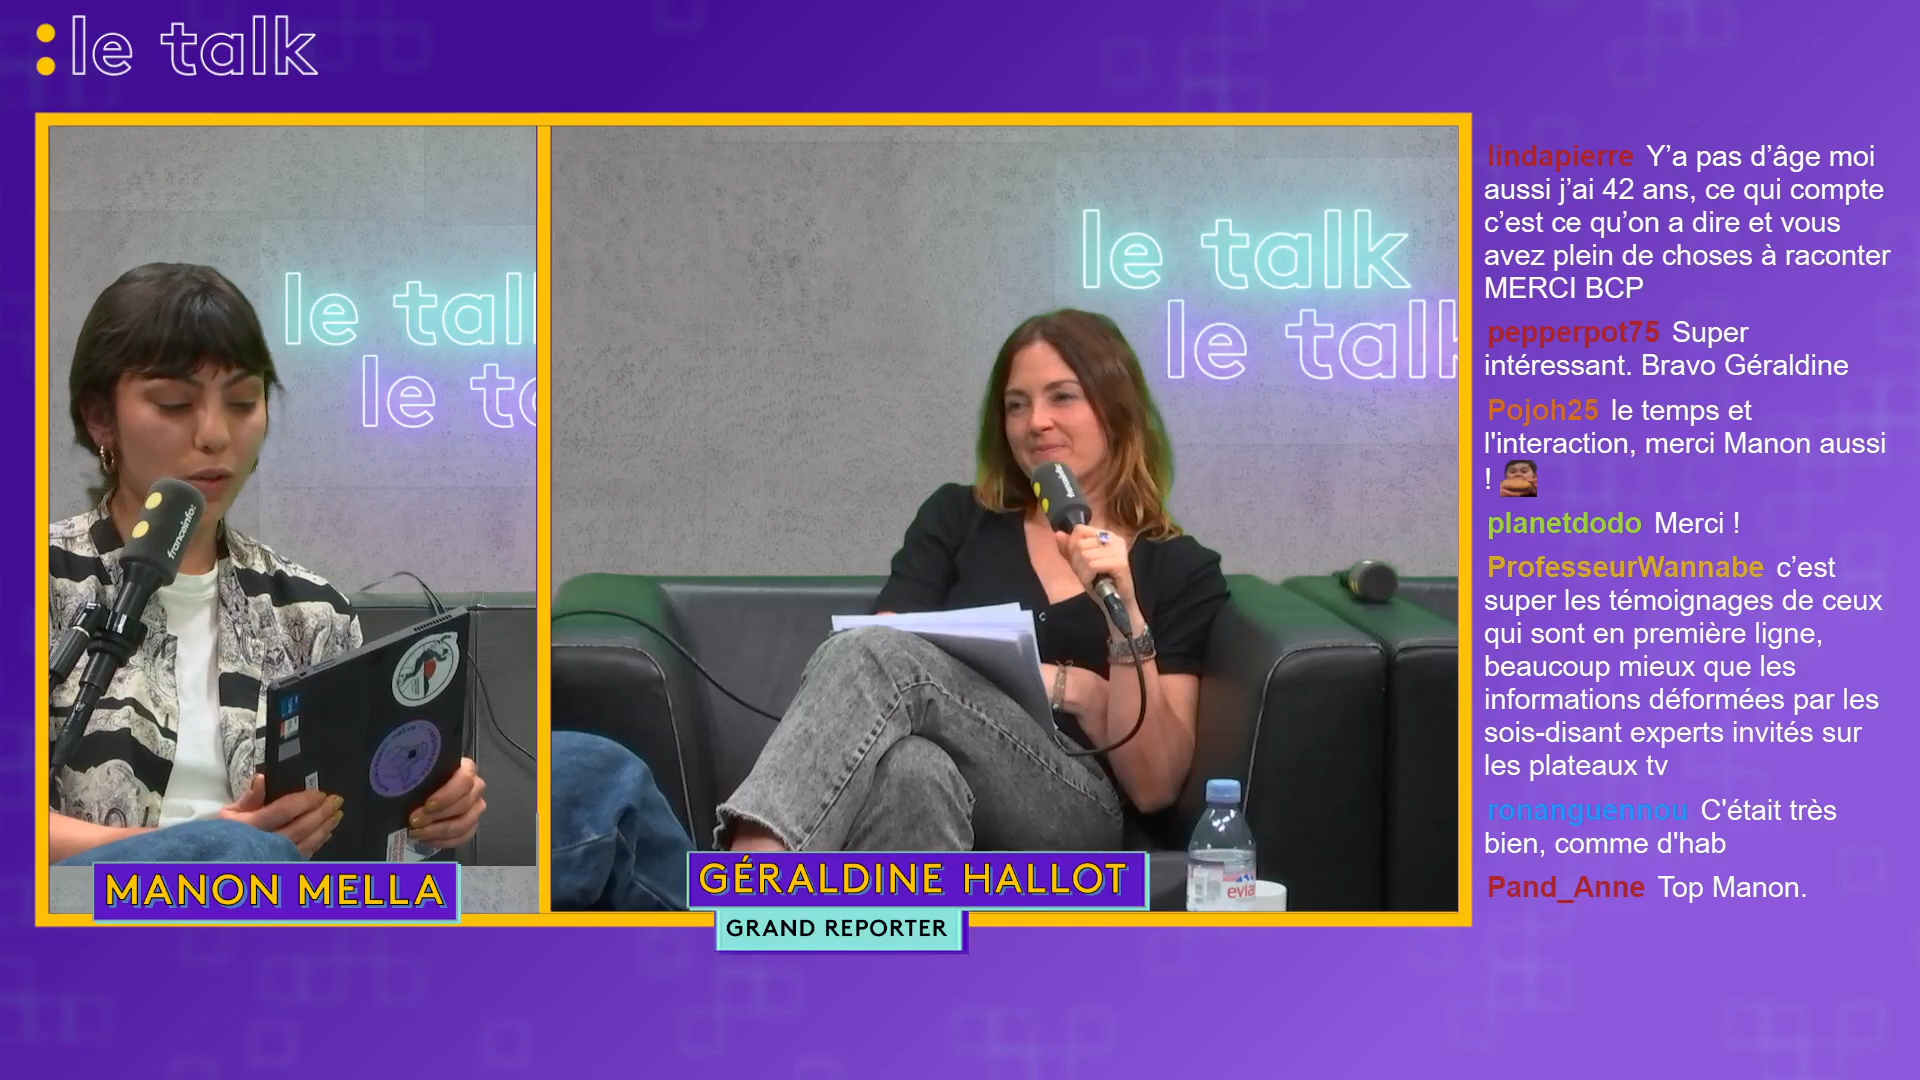 :le talk
le talk
le talk
le tal
le t
franceinfo:
franceinfo:
evia
MANON MELLA
GÉRALDINE HALLOT
GRAND REPORTER
lindapierre Y’a pas d’âge moi
aussi j’ai 42 ans, ce qui compte
c’est ce qu’on a dire et vous
avez plein de choses à raconter
MERCI BCP
pepperpot75 Super
intéressant. Bravo Géraldine
Pojoh25 le temps et
l'interaction, merci Manon aussi
!
planetdodo Merci !
ProfesseurWannabe c’est
super les témoignages de ceux
qui sont en première ligne,
beaucoup mieux que les
informations déformées par les
sois-disant experts invités sur
les plateaux tv
ronanguennou C'était très
bien, comme d'hab
Pand_Anne Top Manon.